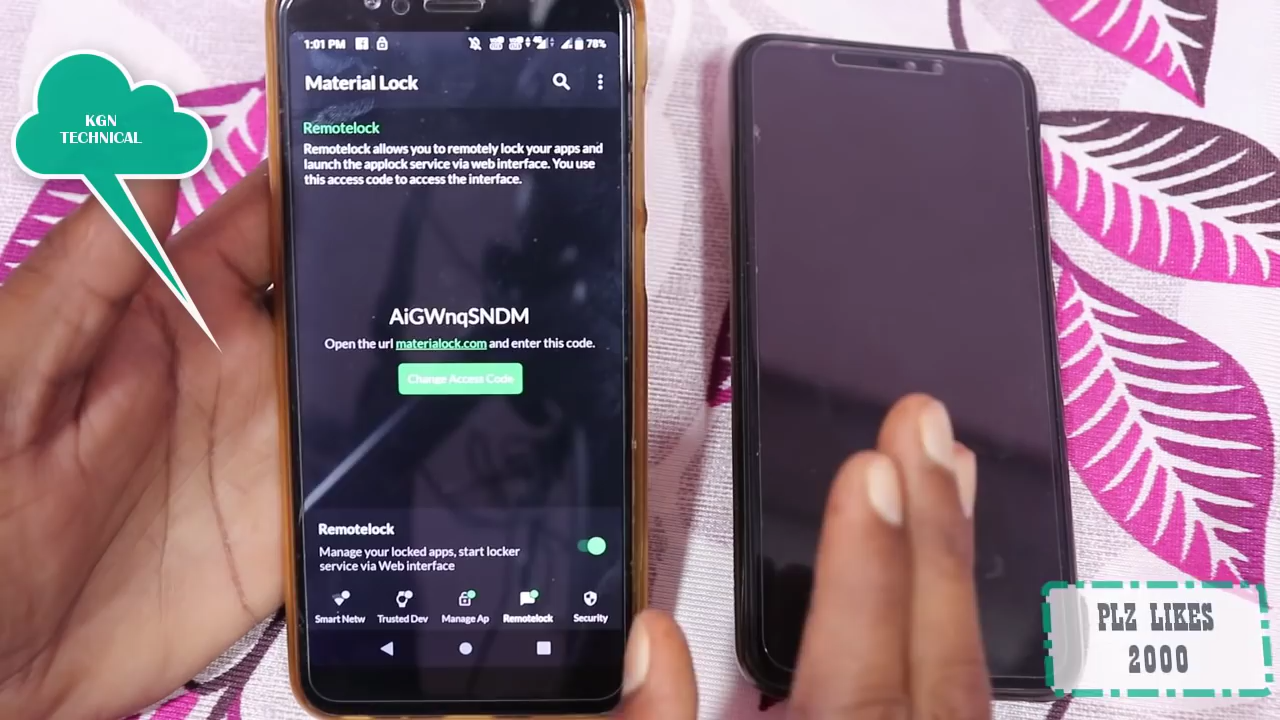 KGN
TECHNICAL
1:01 PM
78%
Material Lock
Remotelock
Remotelock allows you to remotely lock your apps and
launch the applock service via web interface. You use
this access code to access the interface.
AiGWnqSNDM
Open the url materialock.com and enter this code.
Change Access Code
Remotelock
Manage your locked apps, start locker
service via Web interface
Smart Netw Trusted Dev Manage Ap Remotelock Security
PLZ LIKES
2000